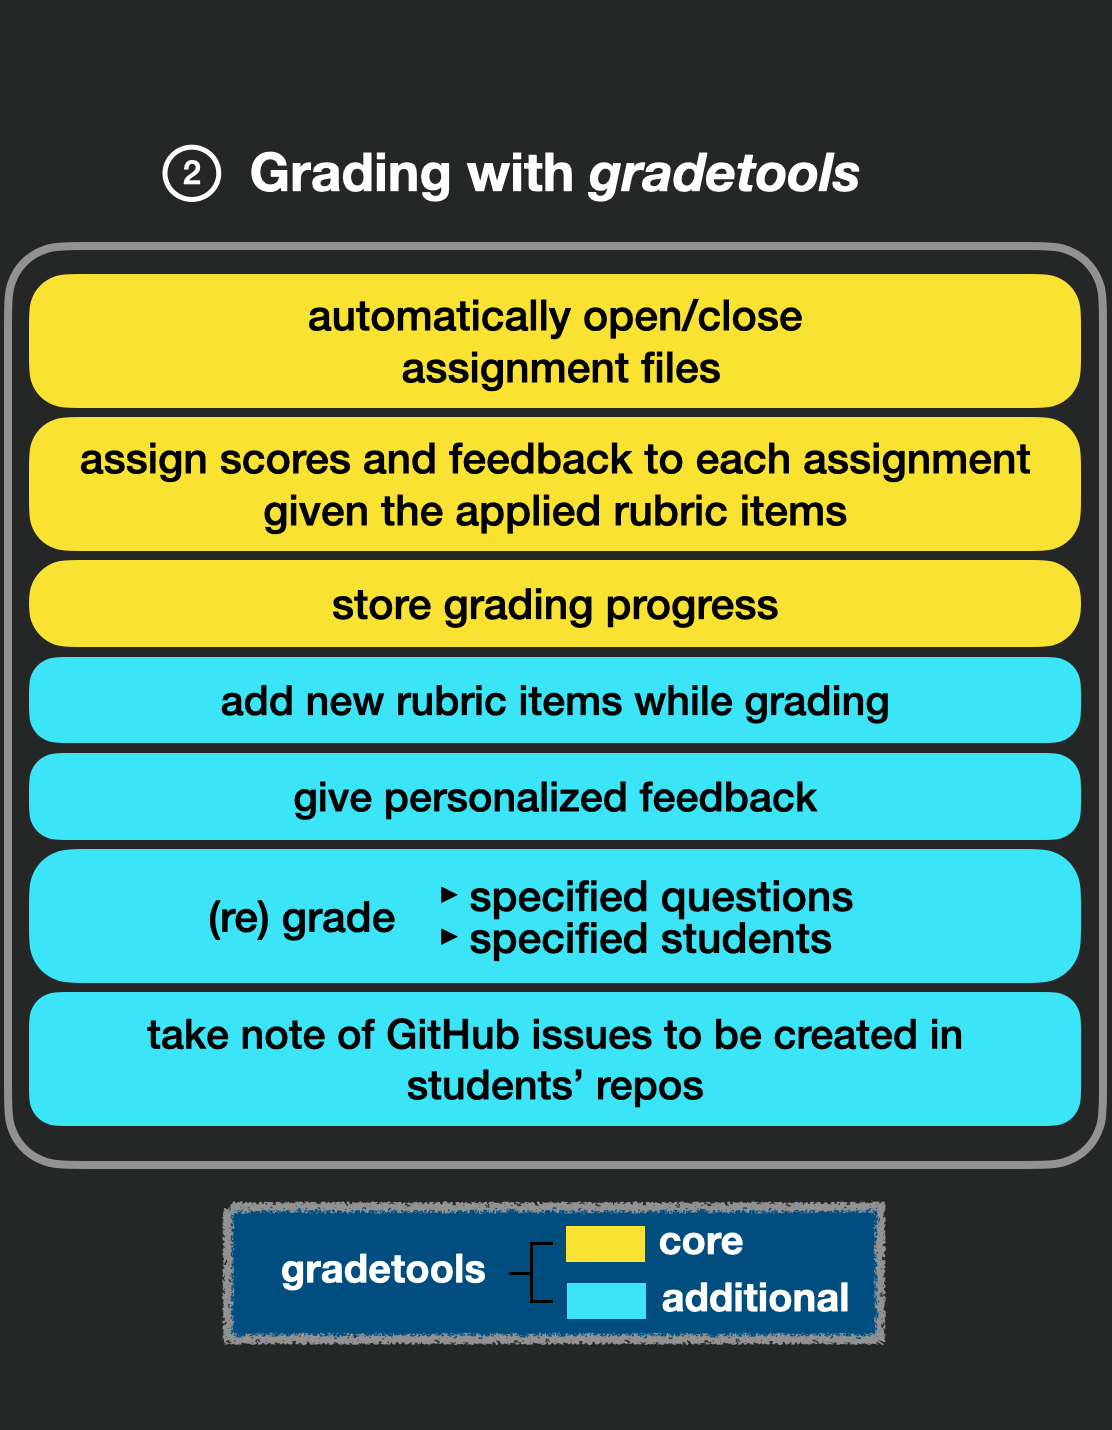 2 Grading with gradetools
automatically open/close
assignment files
assign scores and feedback to each assignment
given the applied rubric items
store grading progress
add new rubric items while grading
give personalized feedback
(re) grade
▸ specified questions
▸ specified students
take note of GitHub issues to be created in
students’ repos
gradetools
core
additional